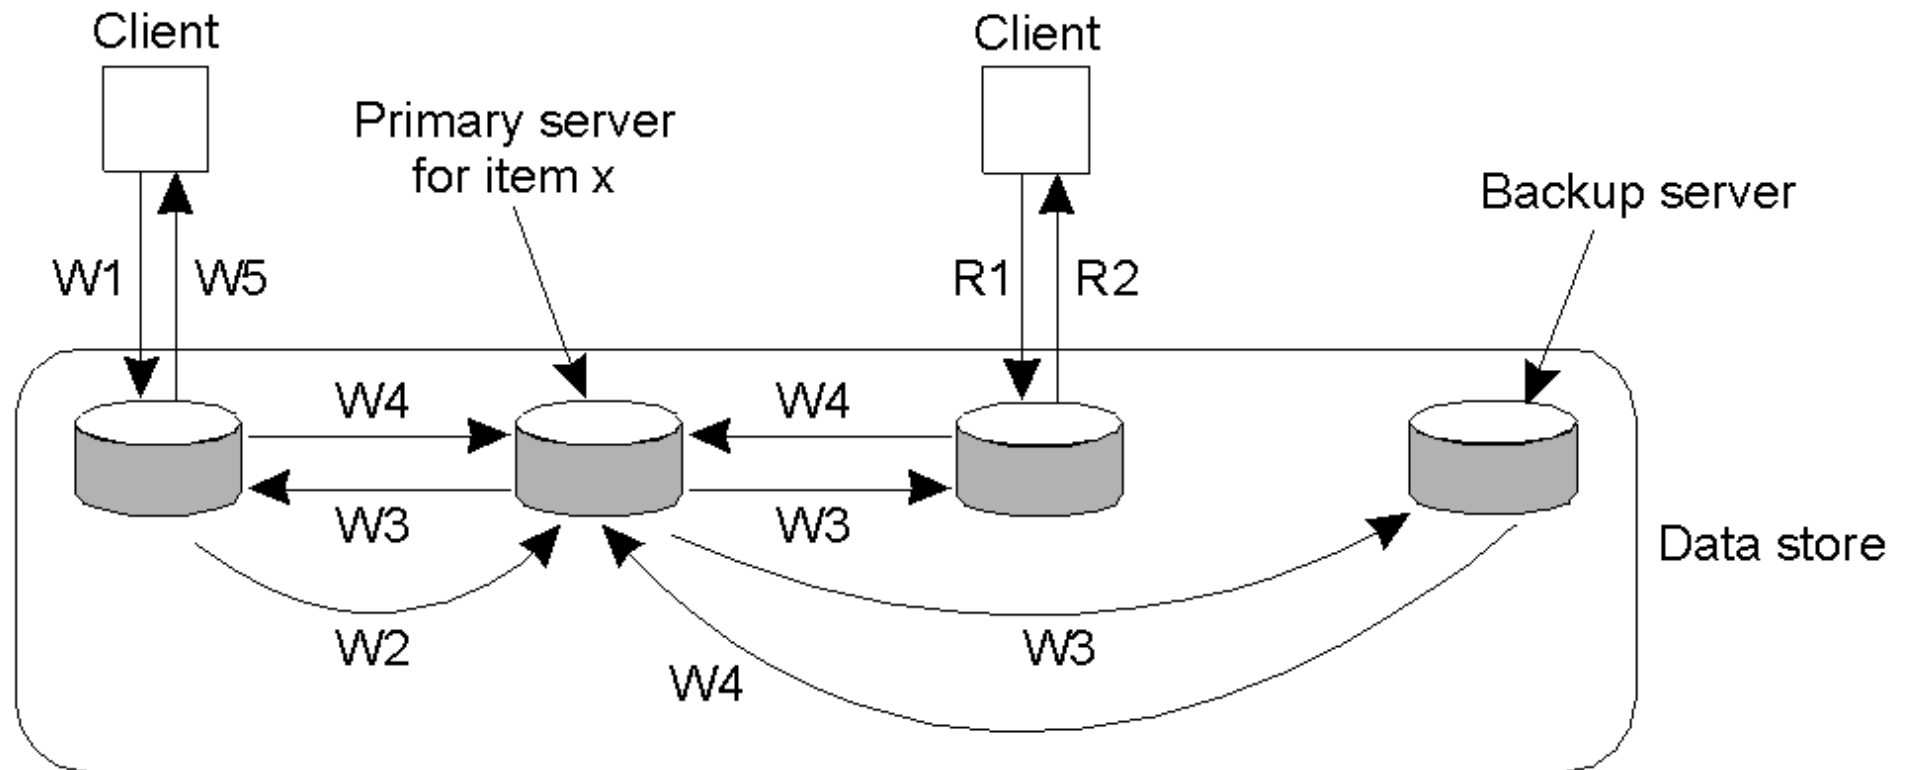 Client
Client
Primary server
for item x
Backup server
W1
W5
R1
R2
W4
W4
W3
W3
Data store
W2
W3
W4